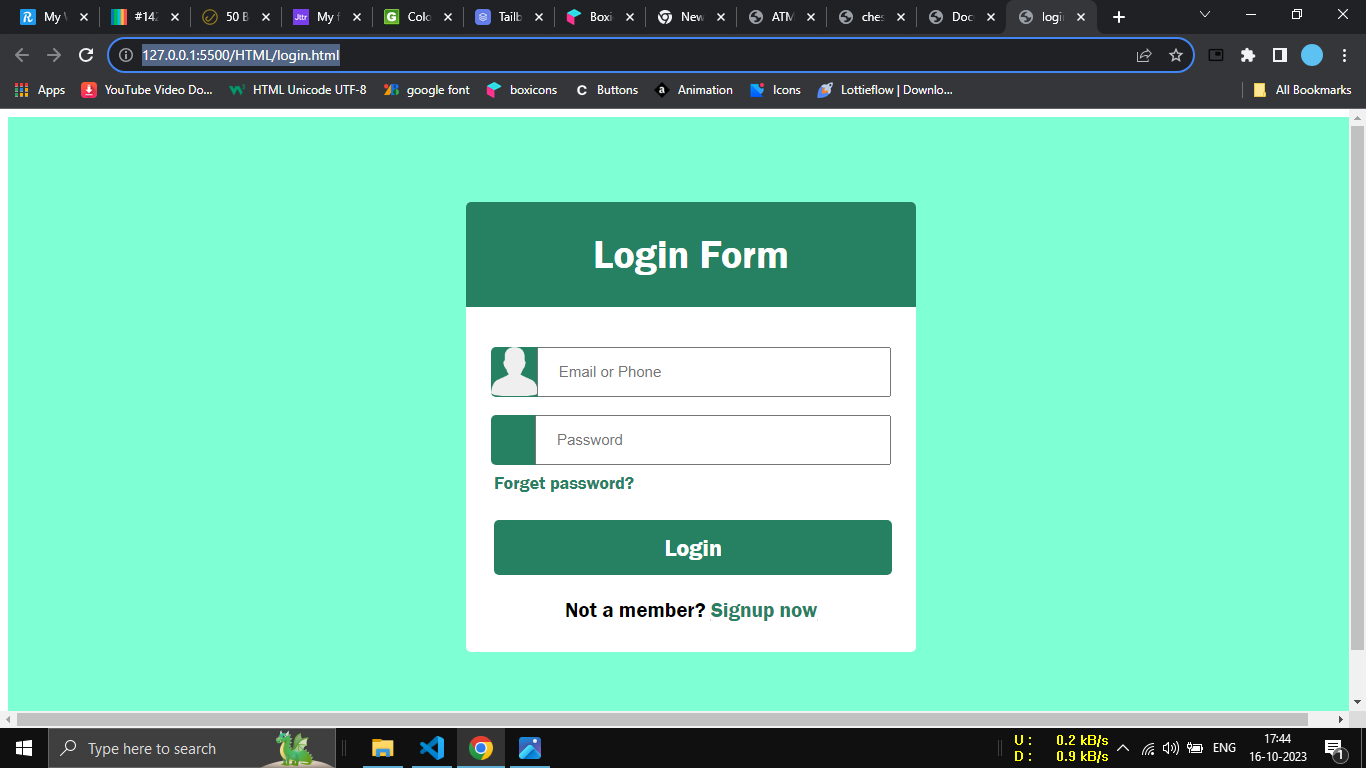 My \
#142
50 B
My f
Colo
Tailb
Boxi
New
ATM
ches
Doc
logi
127.0.0.1:5500/HTML/login.html
Apps
YouTube Video Do...
HTML Unicode UTF-8
google font
boxicons
C Buttons
a Animation
Icons
Lottieflow | Downlo...
All Bookmarks
Login Form
Email or Phone
Password
Forget password?
Login
Not a member? Signup now
Type here to search
U : 0.2 kB/s
D : 0.9 kB/s
ENG
17:44
16-10-2023
1